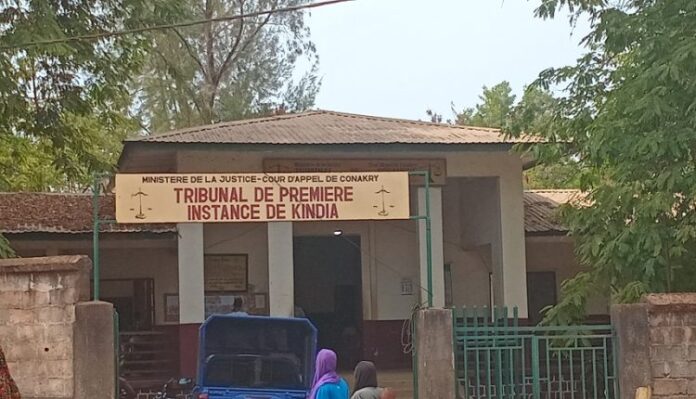 MINISTERE DE LA JUSTICE-COUR D'APPEL DE CONAKRY
TRIBUNAL DE PREMIERE
INSTANCE DE KINDIA